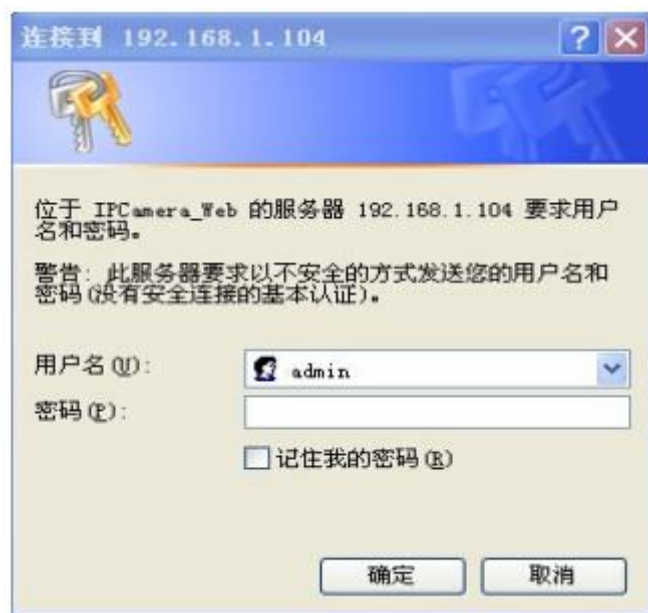 连接到 192.168.1.104
位于 IPCamera_Web 的服务器 192.168.1.104 要求用户
名和密码。
警告: 此服务器要求以不安全的方式发送您的用户名和
密码(没有安全连接的基本认证)。
用户名(U): admin
密码(P):
记住我的密码(R)
确定 取消